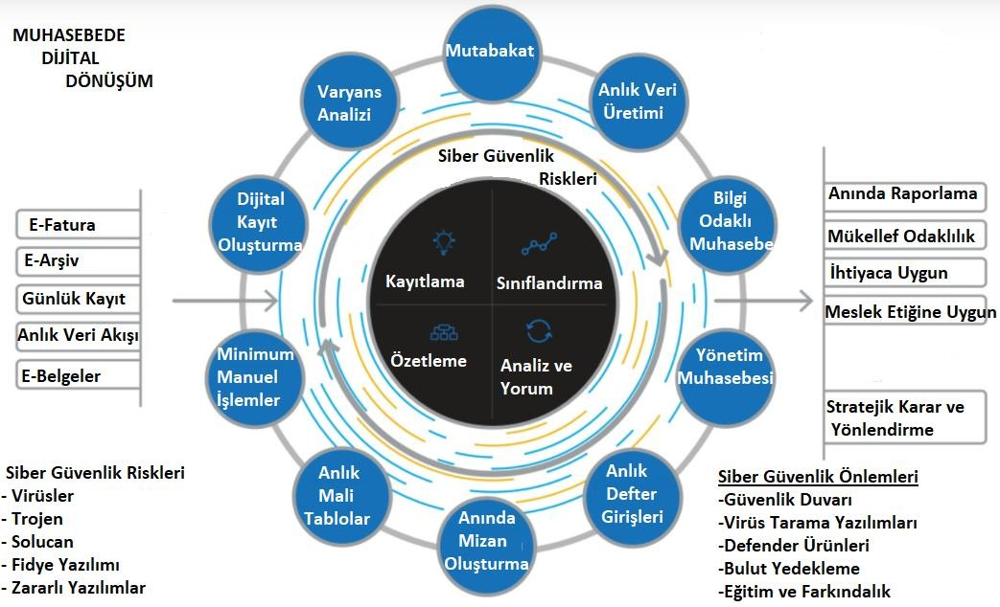 MUHASEBEDE
DİJİTAL
DÖNÜŞÜM
Mutabakat
Anlık Veri
Üretimi
Bilgi
Odaklı
Muhasebe
Yönetim
Muhasebesi
Anlık
Defter
Girişleri
Anında
Mizan
Oluşturma
Anlık
Mali
Tablolar
Minimum
Manuel
İşlemler
Dijital
Kayıt
Oluşturma
Varyans
Analizi
Siber Güvenlik
Riskleri
Kayıtlama
Sınıflandırma
Özetleme
Analiz ve
Yorum
E-Fatura
E-Arşiv
Günlük Kayıt
Anlık Veri Akışı
E-Belgeler
Anında Raporlama
Mükellef Odaklılık
İhtiyaca Uygun
Meslek Etiğine Uygun
Stratejik Karar ve
Yönlendirme
Siber Güvenlik Riskleri
- Virüsler
- Trojen
- Solucan
- Fidye Yazılımı
- Zararlı Yazılımlar
Siber Güvenlik Önlemleri
-Güvenlik Duvarı
-Virüs Tarama Yazılımları
-Defender Ürünleri
-Bulut Yedekleme
-Eğitim ve Farkındalık